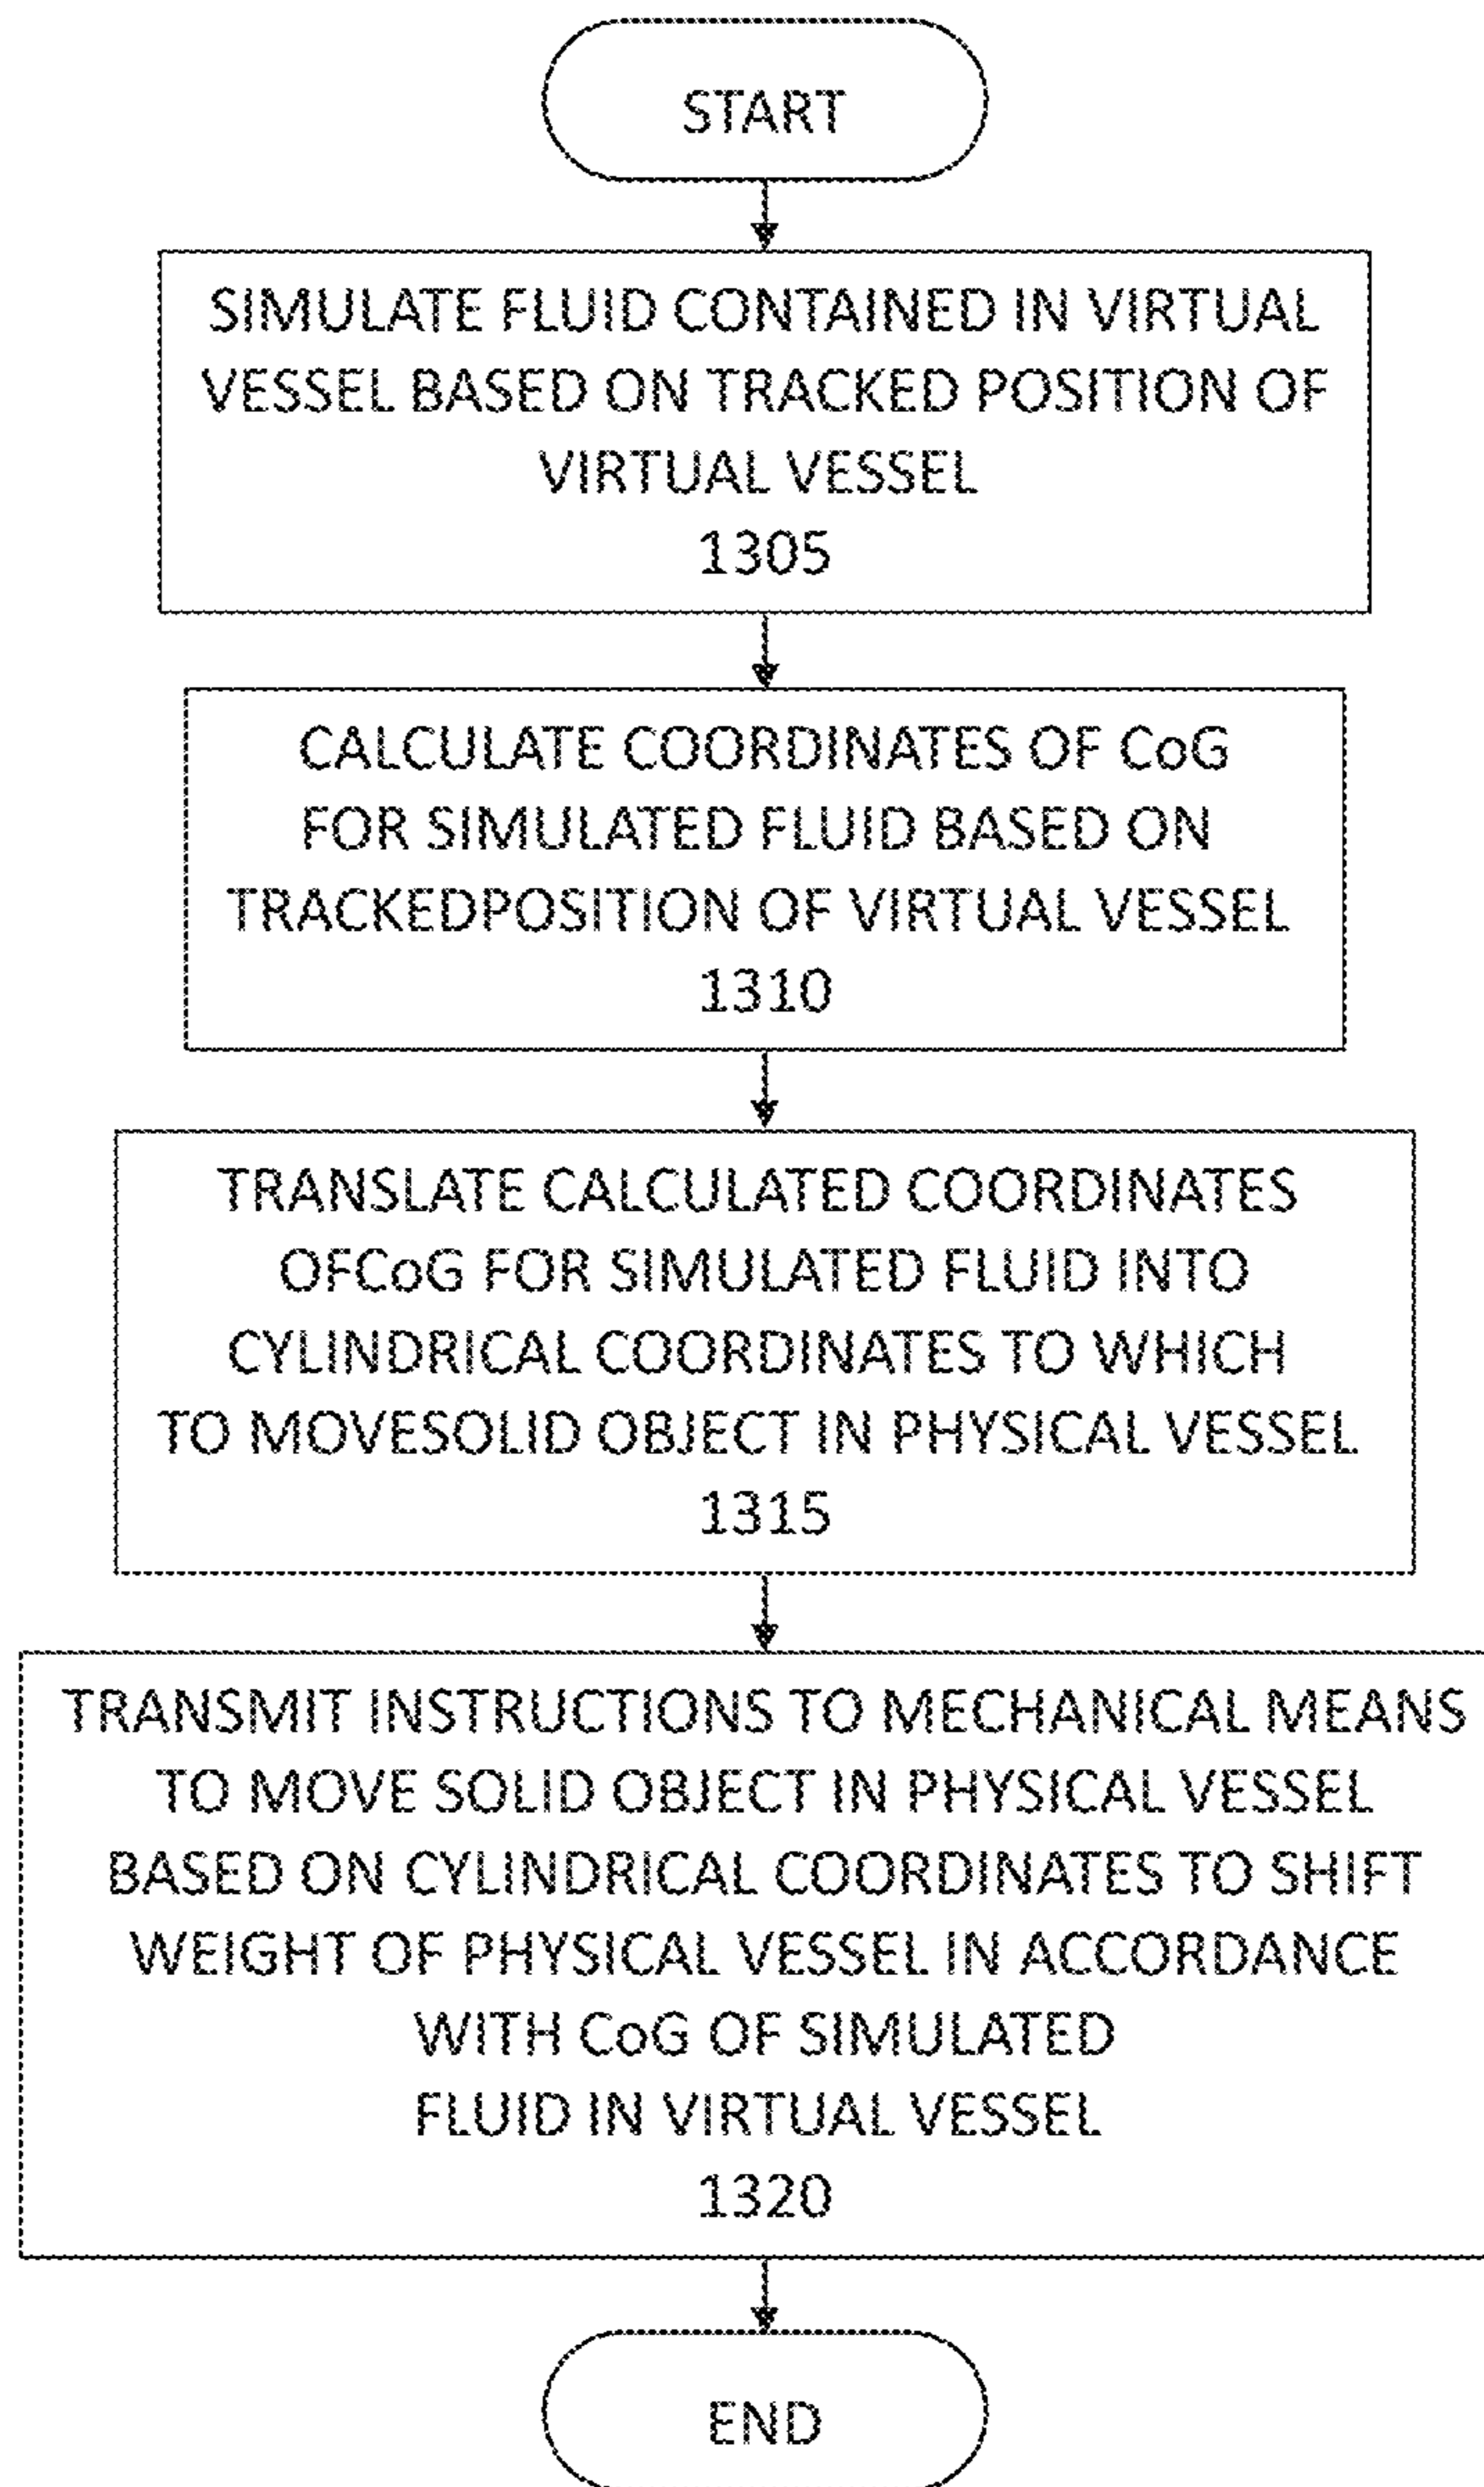 START
SIMULATE FLUID CONTAINED IN VIRTUAL
VESSEL BASED ON TRACKED POSITION OF
VIRTUAL VESSEL
1305
CALCULATE COORDINATES OF CoG
FOR SIMULATED FLUID BASED ON
TRACKEDPOSITION OF VIRTUAL VESSEL
1310
TRANSLATE CALCULATED COORDINATES
OFCoG FOR SIMULATED FLUID INTO
CYLINDRICAL COORDINATES TO WHICH
TO MOVESOLID OBJECT IN PHYSICAL VESSEL
1315
TRANSMIT INSTRUCTIONS TO MECHANICAL MEANS
TO MOVE SOLID OBJECT IN PHYSICAL VESSEL
BASED ON CYLINDRICAL COORDINATES TO SHIFT
WEIGHT OF PHYSICAL VESSEL IN ACCORDANCE
WITH CoG OF SIMULATED
FLUID IN VIRTUAL VESSEL
1320
END